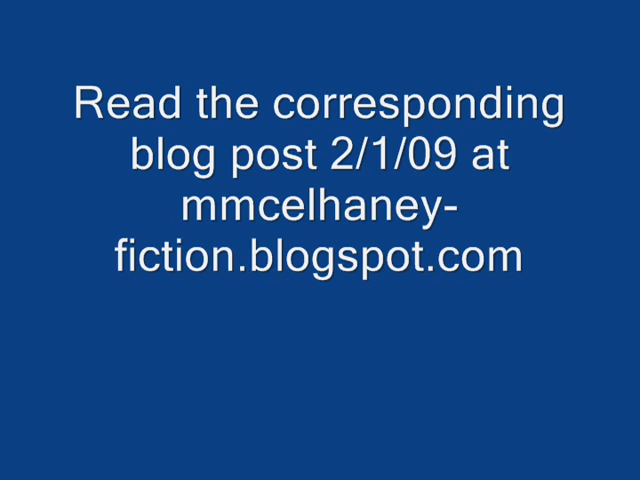 Read the corresponding
blog post 2/1/09 at
mmcelhaney-
fiction.blogspot.com